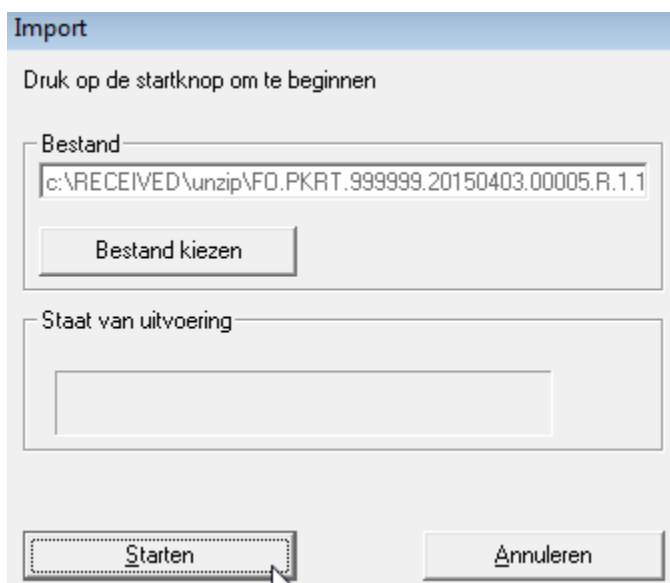 Import
Druk op de startknop om te beginnen
Bestand
c:\RECEIVED\unzip\FO.PKRT.999999.20150403.00005.R.1.1
Bestand kiezen
Staat van uitvoering
Starten
Annuleren